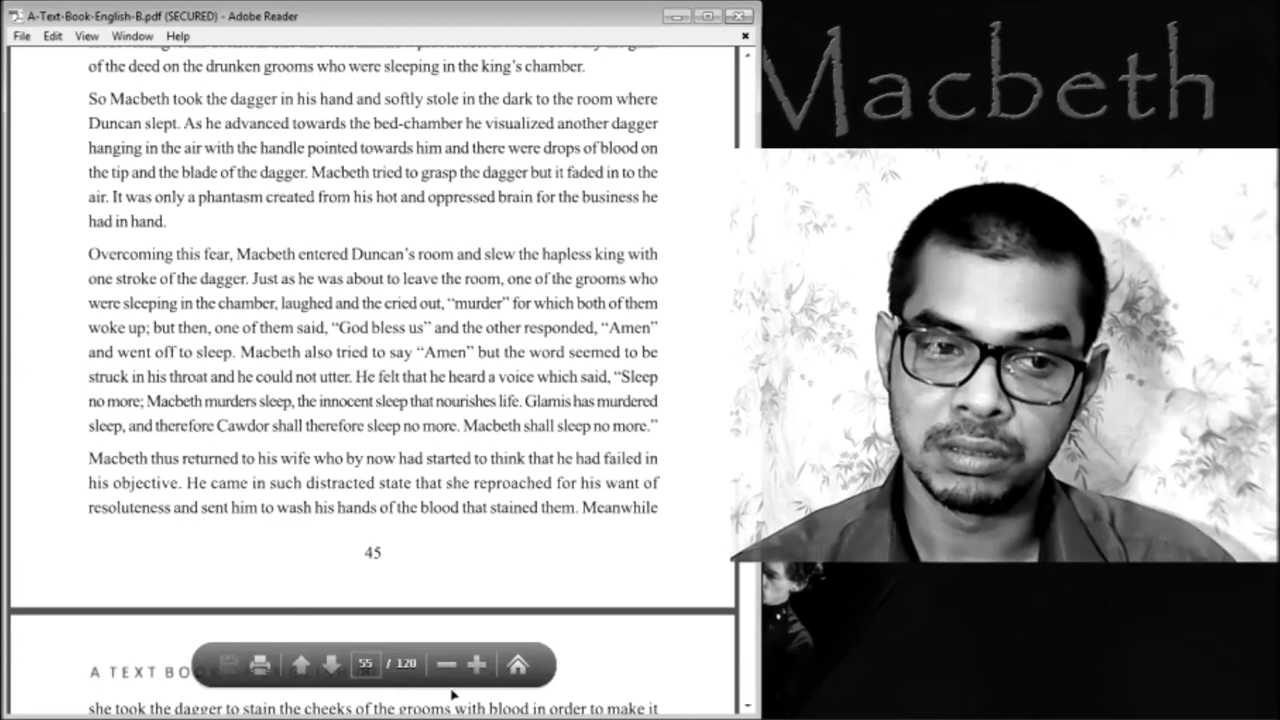 A-Text-Book-English-B.pdf (SECURED) - Adobe Reader
Macbeth
File Edit View Window Help
of the deed on the drunken grooms who were sleeping in the king's chamber.
So Macbeth took the dagger in his hand and softly stole in the dark to the room where
Duncan slept. As he advanced towards the bed-chamber he visualized another dagger
hanging in the air with the handle pointed towards him and there were drops of blood on
the tip and the blade of the dagger. Macbeth tried to grasp the dagger but it faded in to the
air. It was only a phantasm created from his hot and oppressed brain for the business he
had in hand.
Overcoming this fear, Macbeth entered Duncan's room and slew the hapless king with
one stroke of the dagger. Just as he was about to leave the room, one of the grooms who
were sleeping in the chamber, laughed and the cried out, “murder” for which both of them
woke up; but then, one of them said, “God bless us” and the other responded, “Amen”
and went off to sleep. Macbeth also tried to say “Amen” but the word seemed to be
struck in his throat and he could not utter. He felt that he heard a voice which said, “Sleep
no more; Macbeth murders sleep, the innocent sleep that nourishes life. Glamis has murdered
sleep, and therefore Cawdor shall therefore sleep no more. Macbeth shall sleep no more.”
Macbeth thus returned to his wife who by now had started to think that he had failed in
his objective. He came in such distracted state that she reproached for his want of
resoluteness and sent him to wash his hands of the blood that stained them. Meanwhile
45
55 / 120
A TEXT BOO
she took the dagger to stain the cheeks of the grooms with blood in order to make it